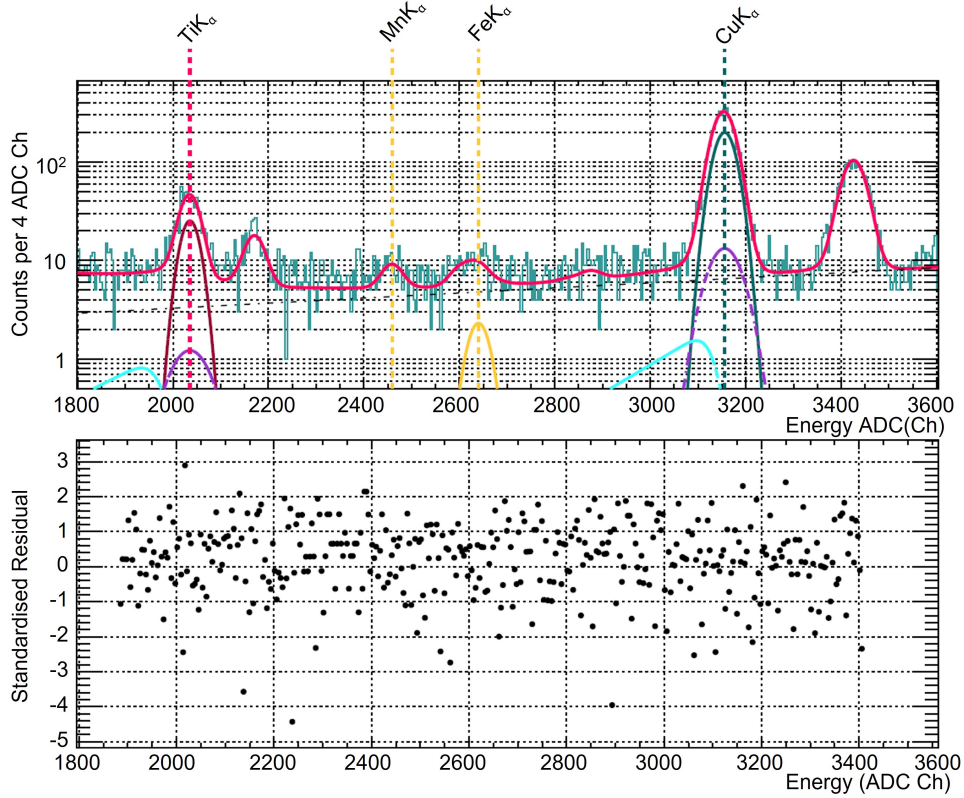 TiKα
MnKα
FeKα
CuKα
Counts per 4 ADC Ch
10²
10
1
1800 2000 2200 2400 2600 2800 3000 3200 3400 3600
Energy ADC(Ch)
Standardised Residual
3
2
1
0
-1
-2
-3
-4
-5
1800 2000 2200 2400 2600 2800 3000 3200 3400 3600
Energy (ADC Ch)